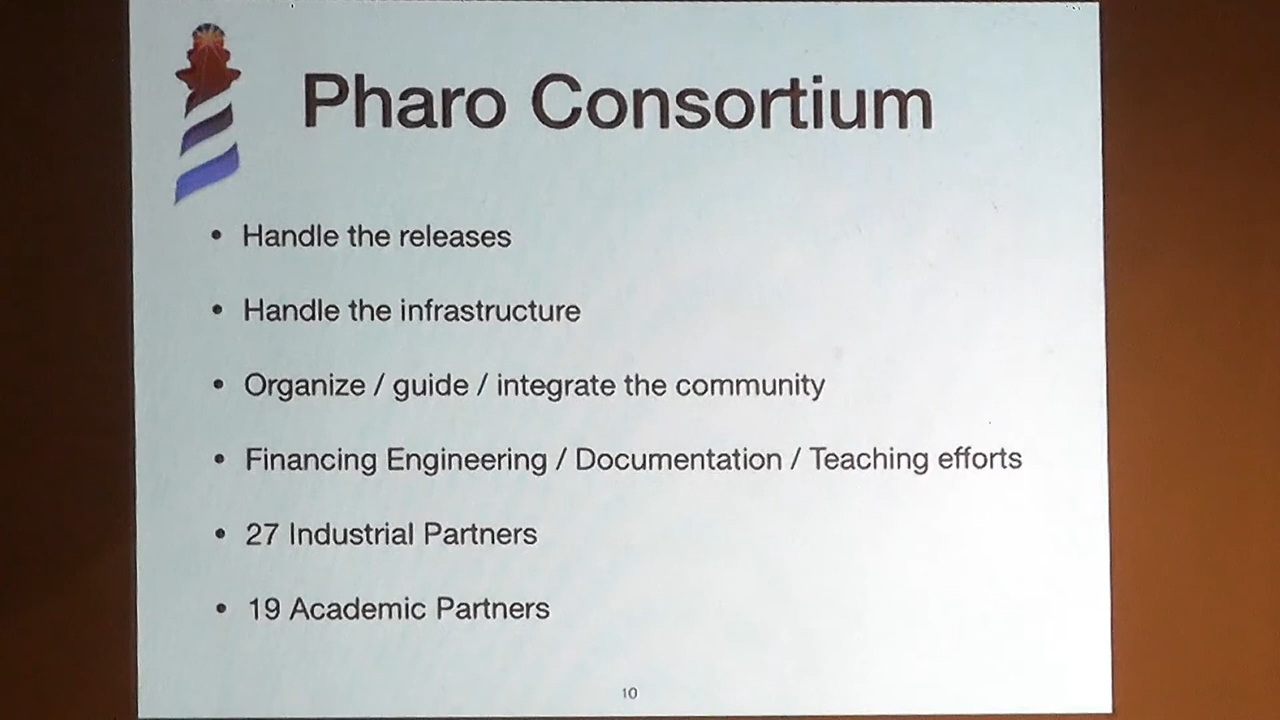 Pharo Consortium
• Handle the releases
• Handle the infrastructure
• Organize / guide / integrate the community
• Financing Engineering / Documentation / Teaching efforts
• 27 Industrial Partners
• 19 Academic Partners
10